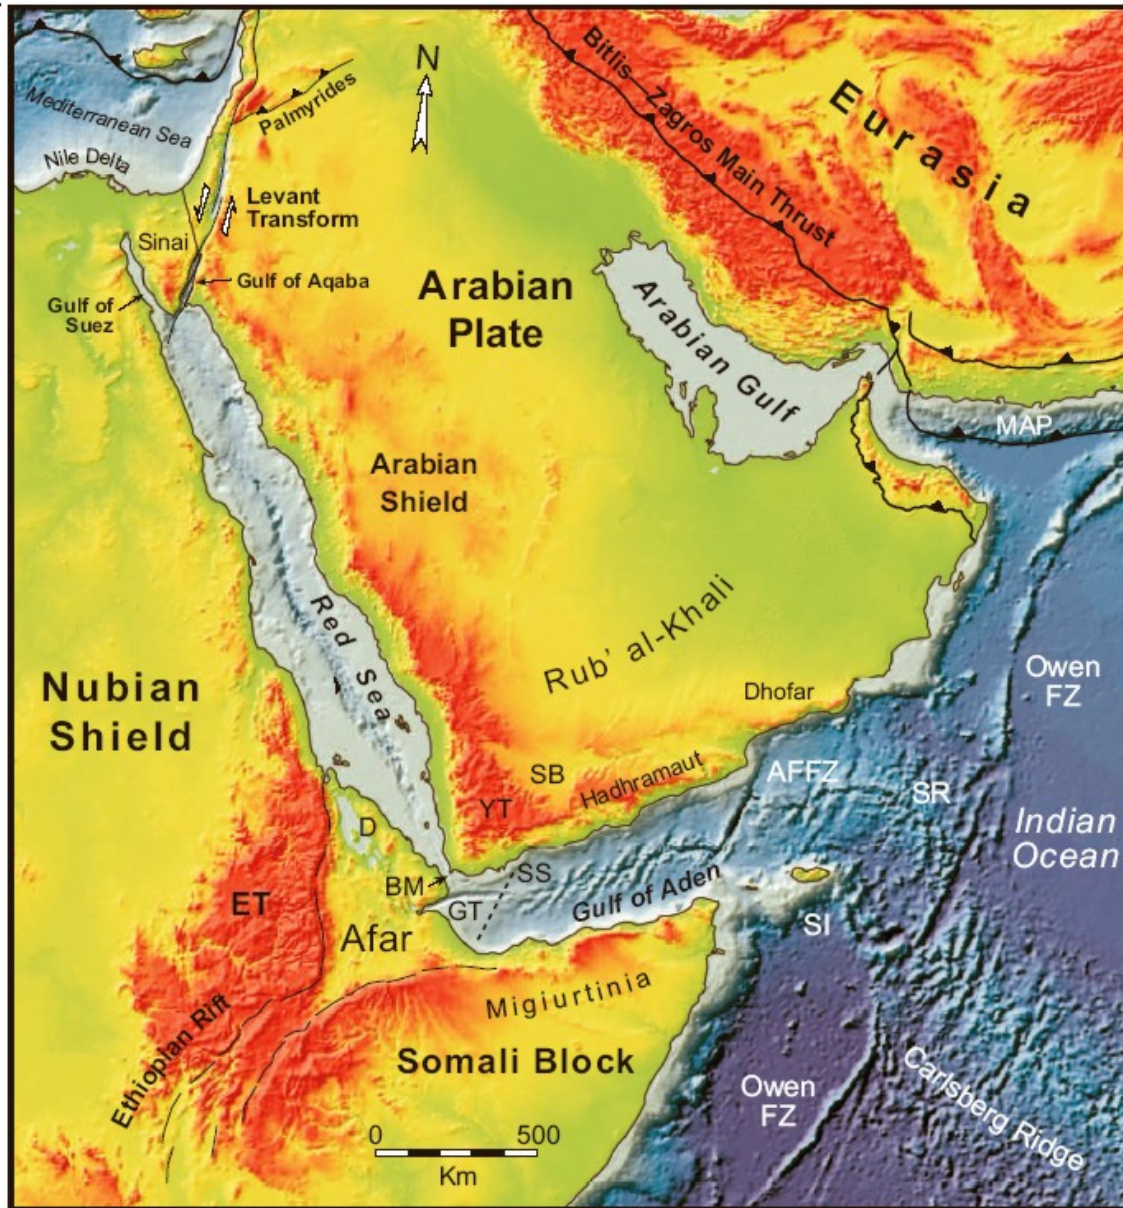 N
Mediterranean Sea
Nile Delta
Palmyrides
Levant
Transform
Sinai
Gulf of Aqaba
Gulf of
Suez
Bitlis–Zagros Main Thrust
Eurasia
Arabian
Plate
Arabian Gulf
MAP
Arabian
Shield
Red Sea
Rub' al-Khali
Nubian
Shield
Owen
FZ
Dhofar
SB
Hadhramaut
YT
AFFZ
SR
Indian
Ocean
D
BM
SS
GT
Gulf of Aden
ET
Afar
SI
Migiurtinia
Ethiopian Rift
Somali Block
Owen
FZ
Carlsberg Ridge
0 500
Km